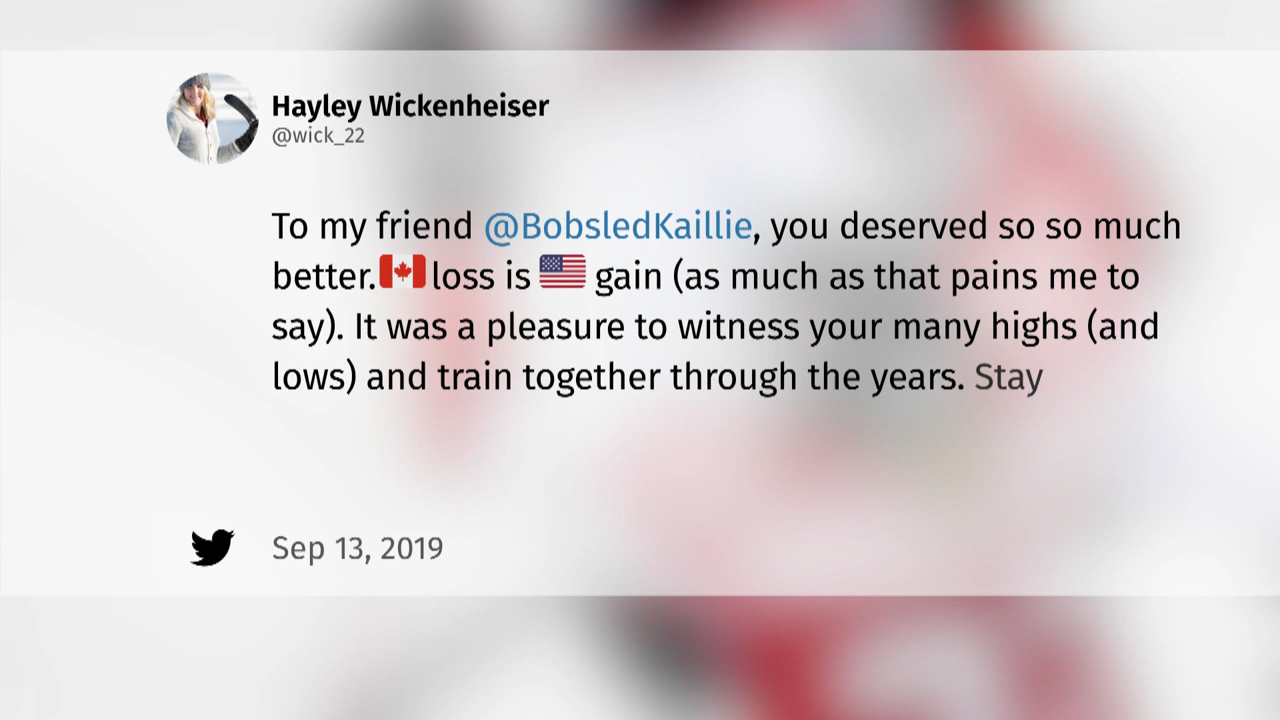 Hayley Wickenheiser
@wick_22
To my friend @BobsledKaillie, you deserved so so much
better.🇨🇦loss is 🇺🇸 gain (as much as that pains me to
say). It was a pleasure to witness your many highs (and
lows) and train together through the years. Stay
Sep 13, 2019